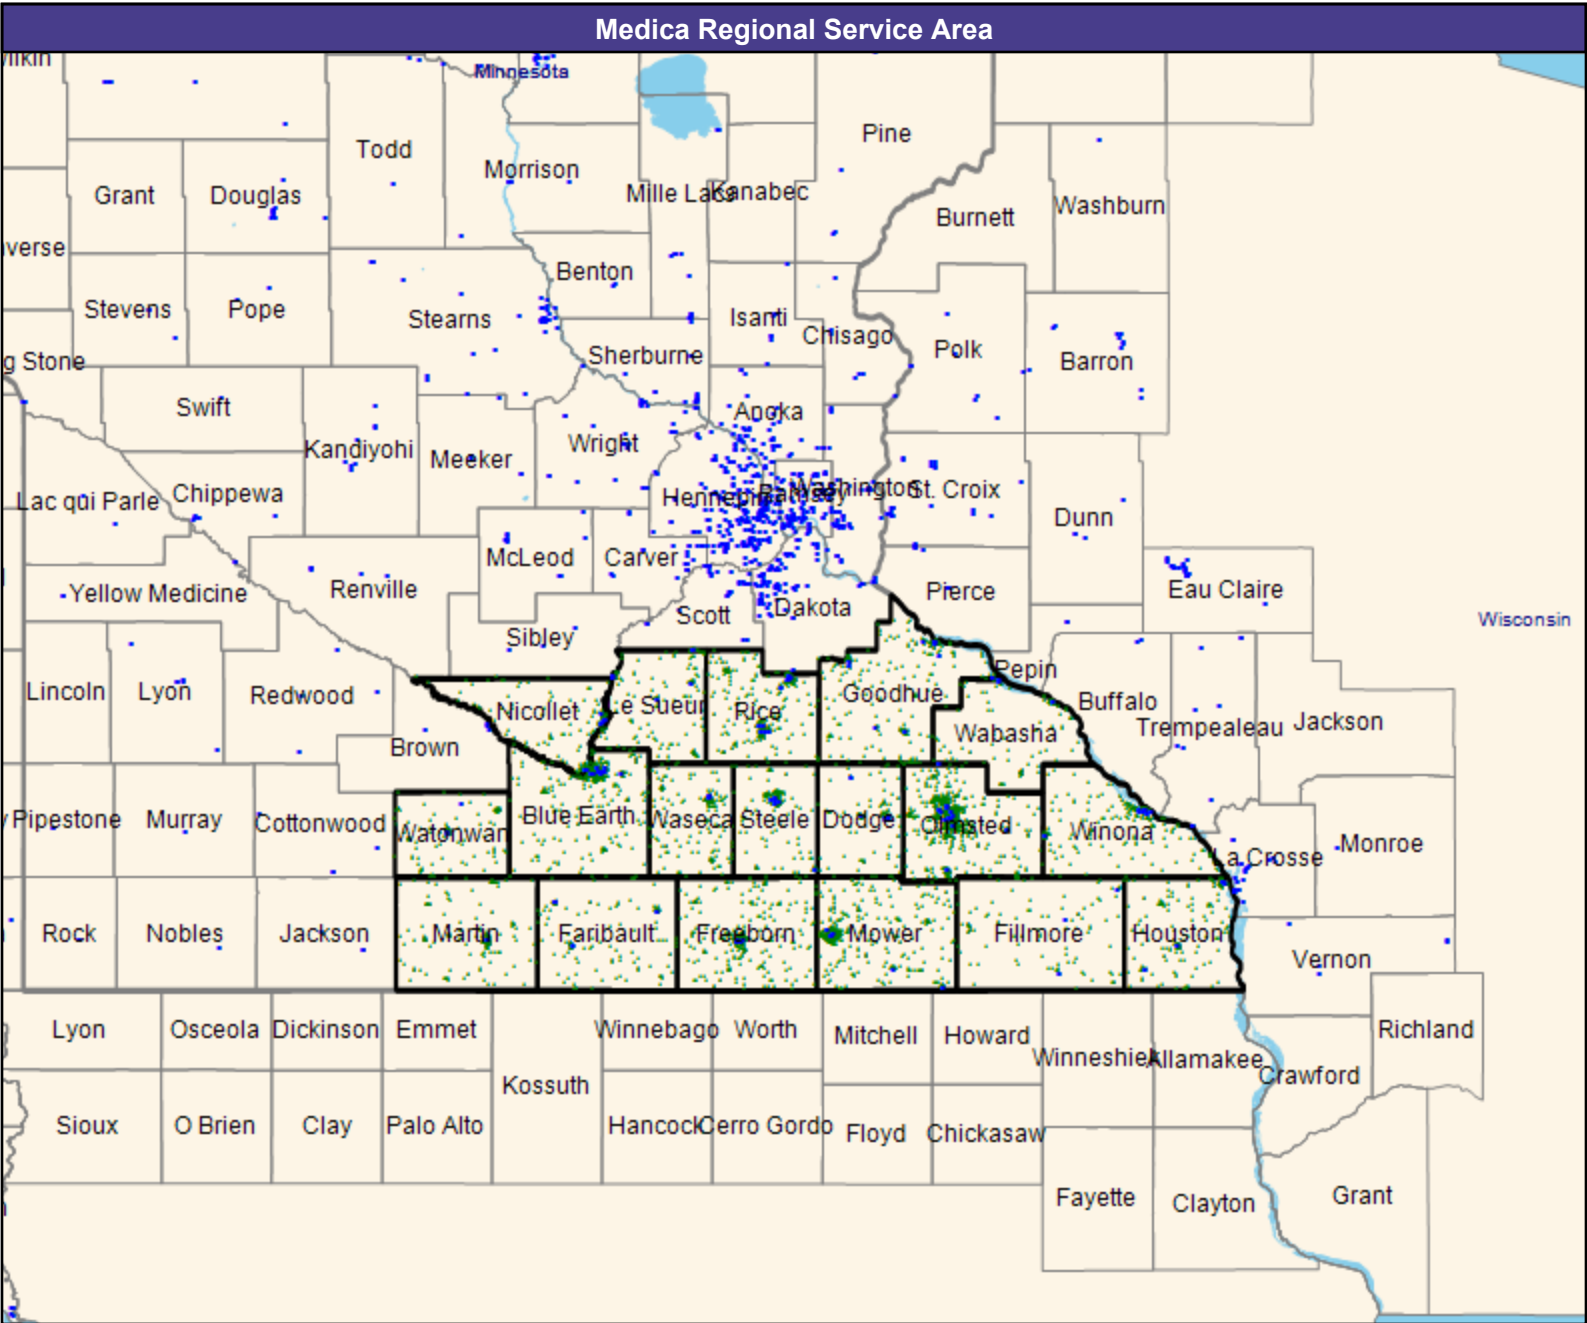 Medica Regional Service Area
Minnesota
Pine
Todd
Morrison
Grant
Douglas
Mille Lacs
Kanabec
Washburn
Burnett
verse
Benton
Stevens
Pope
Stearns
Isanti
Chisago
g Stone
Sherburne
Polk
Barron
Swift
Anoka
Kandiyohi
Meeker
Wright
Lac qui Parle
Chippewa
Hennepin
Ramsey
Washington
St. Croix
Dunn
McLeod
Carver
Yellow Medicine
Renville
Scott
Dakota
Pierce
Eau Claire
Wisconsin
Sibley
Lincoln
Lyon
Redwood
Nicollet
Le Sueur
Rice
Goodhue
Pepin
Buffalo
Brown
Wabasha
Trempealeau
Jackson
Pipestone
Murray
Cottonwood
Watonwan
Blue Earth
Waseca
Steele
Dodge
Olmsted
Winona
La Crosse
Monroe
Rock
Nobles
Jackson
Martin
Faribault
Freeborn
Mower
Fillmore
Houston
Vernon
Lyon
Osceola
Dickinson
Emmet
Winnebago
Worth
Mitchell
Howard
Winneshiek
Allamakee
Crawford
Richland
Kossuth
Sioux
O Brien
Clay
Palo Alto
Hancock
Cerro Gordo
Floyd
Chickasaw
Fayette
Clayton
Grant